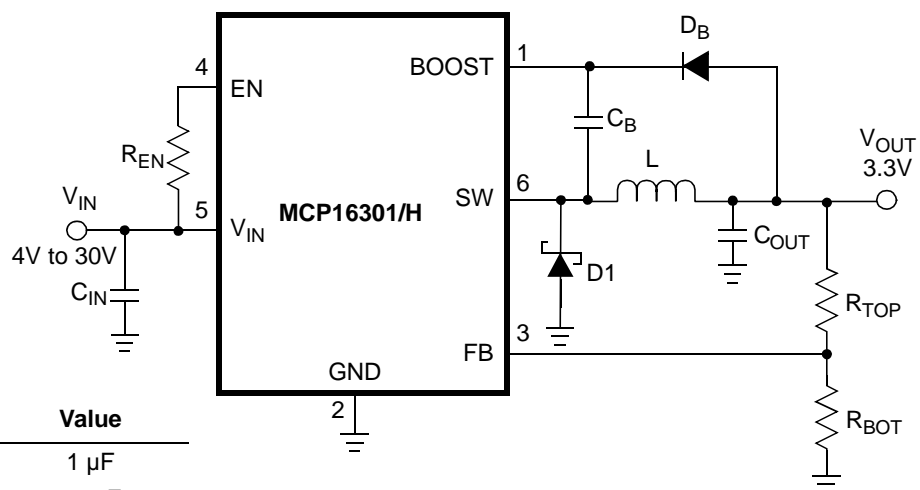 D_B
1
BOOST
4
EN
C_B
R_EN
V_OUT
3.3V
L
6
SW
MCP16301/H
V_IN
5
V_IN
4V to 30V
C_OUT
D1
C_IN
R_TOP
3
FB
GND
2
R_BOT
Value
1 µF